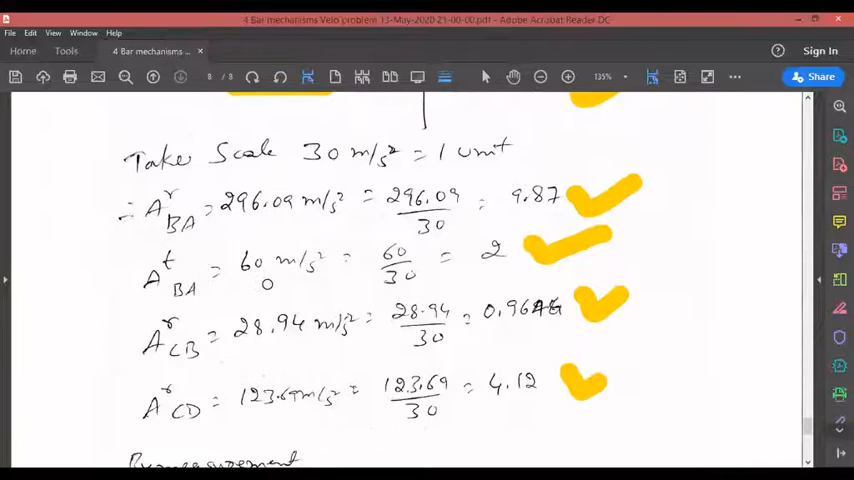 4 Bar mechanisms Velo problem 13-May-2020 21-00-00.pdf - Adobe Acrobat Reader DC
File Edit View Window Help
Home Tools 4 Bar mechanisms ... × Sign In
8 / 8 135% Share
Take Scale 30 m/s² = 1 unit
∴ A^r_BA = 296.09 m/s² = 296.09/30 = 9.87
A^t_BA = 60 m/s² = 60/30 = 2
A^r_CB = 28.94 m/s² = 28.94/30 = 0.96
A^r_CD = 123.69 m/s² = 123.69/30 = 4.12
By measurement